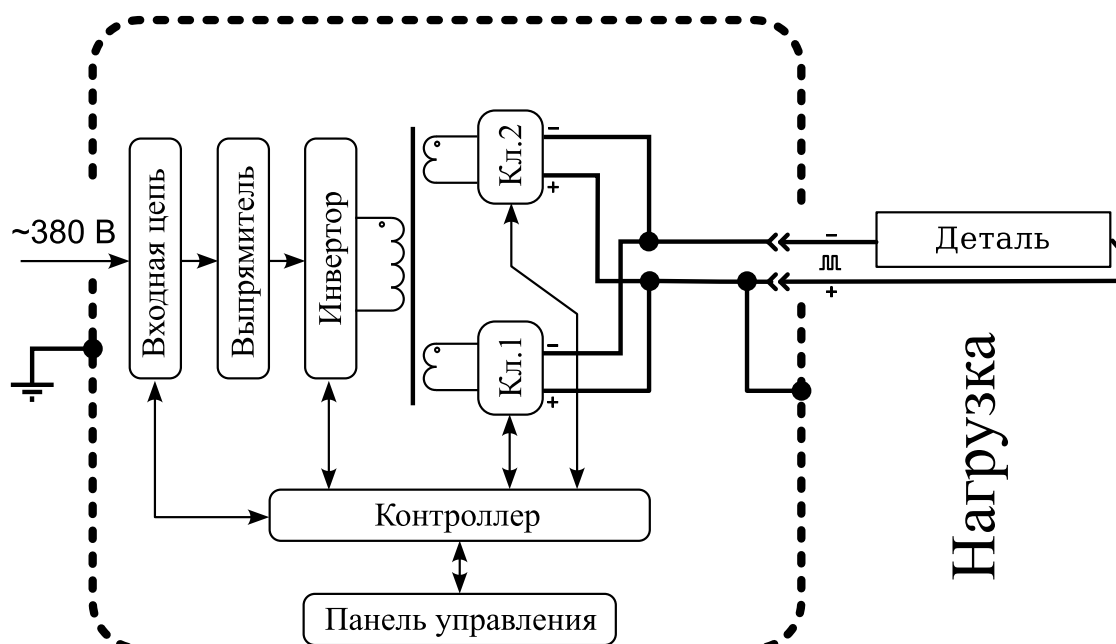 ~380 В
Входная цепь
Выпрямитель
Инвертор
Кл.2
-
+
Кл.1
-
+
-
+
Деталь
Нагрузка
Контроллер
Панель управления